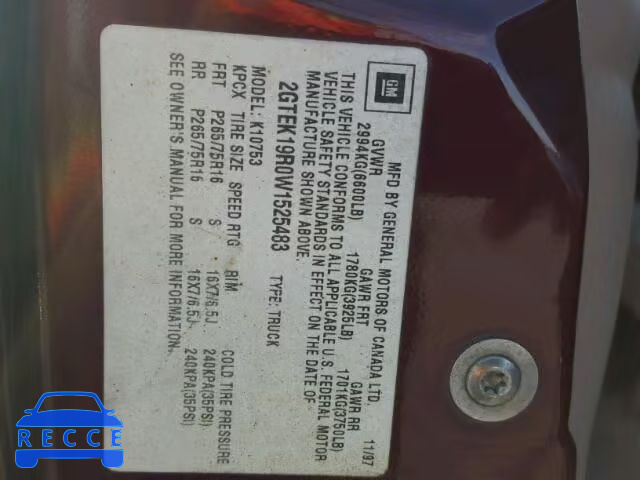 GM
MFD BY GENERAL MOTORS OF CANADA LTD.
11/97
GVWR GAWR FRT GAWR RR
2994KG(6600LB) 1780KG(3925LB) 1701KG(3750LB)
THIS VEHICLE CONFORMS TO ALL APPLICABLE U.S. FEDERAL MOTOR
VEHICLE SAFETY STANDARDS IN EFFECT ON THE DATE OF
MANUFACTURE SHOWN ABOVE.
2GTEK19R0W1525483 TYPE: TRUCK
MODEL: K10753
KPCX TIRE SIZE SPEED RTG RIM COLD TIRE PRESSURE
FRT P265/75R16 S 16X7/6.5J 240KPA(35PSI)
RR P265/75R16 S 16X7/6.5J 240KPA(35PSI)
SEE OWNER'S MANUAL FOR MORE INFORMATION.
RECCE